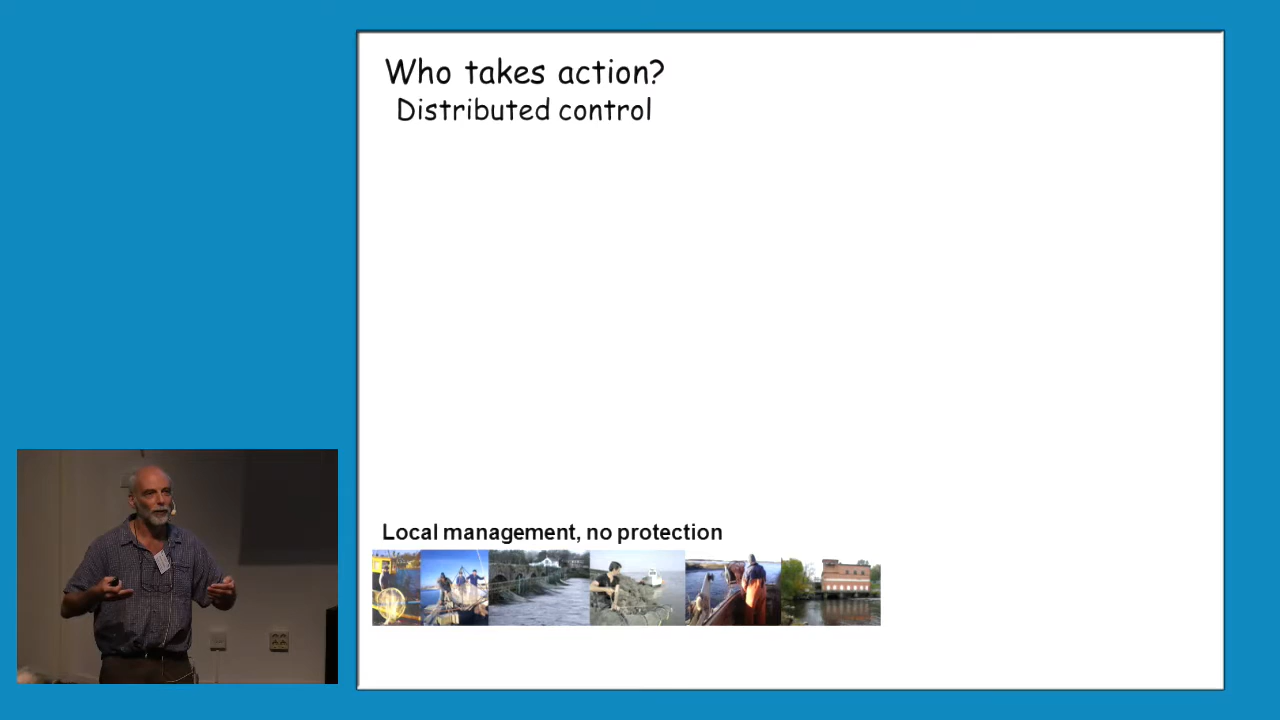 Who takes action?
Distributed control
Local management, no protection